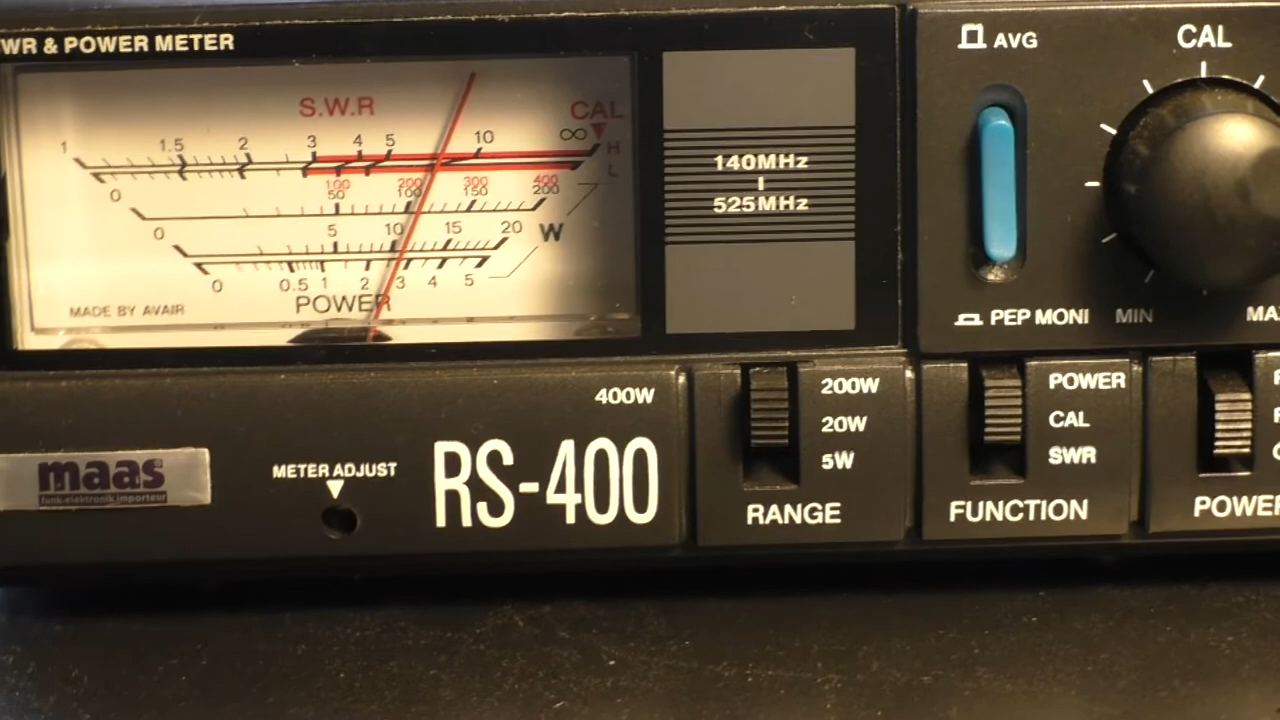 WR & POWER METER
S.W.R
CAL
1 1.5 2 3 4 5 10 ∞
H
L
100 200 300 400
0 50 100 150 200
0 5 10 15 20 W
0 0.5 1 2 3 4 5
MADE BY AVAIR
POWER
140MHz
525MHz
AVG
PEP MONI
CAL
MIN
MA
400W
maas
funk-elektronik importeur
METER ADJUST
RS-400
200W
20W
5W
RANGE
POWER
CAL
SWR
FUNCTION
POWE